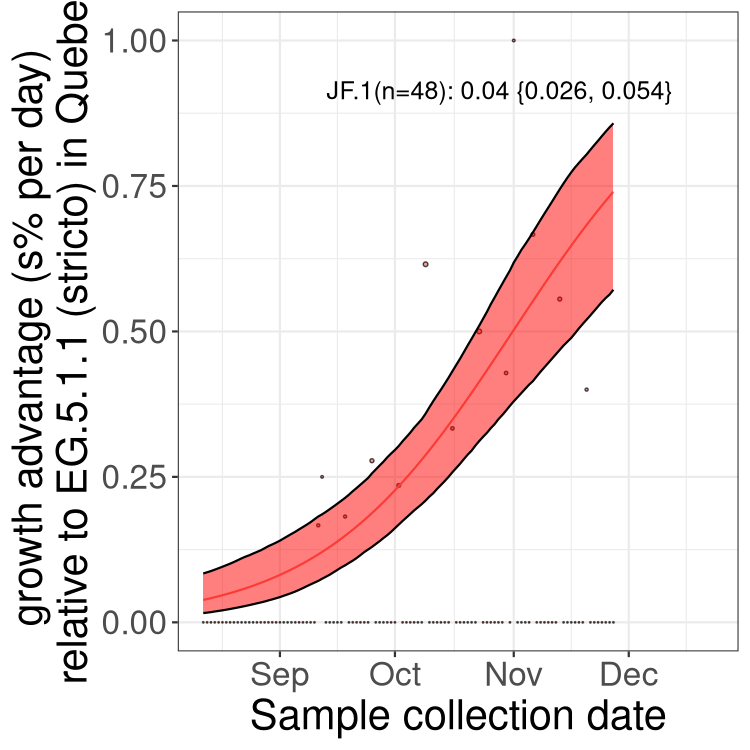 growth advantage (s% per day)
relative to EG.5.1.1 (stricto) in Quebe
1.00
0.75
0.50
0.25
0.00
JF.1(n=48): 0.04 {0.026, 0.054}
Sep Oct Nov Dec
Sample collection date